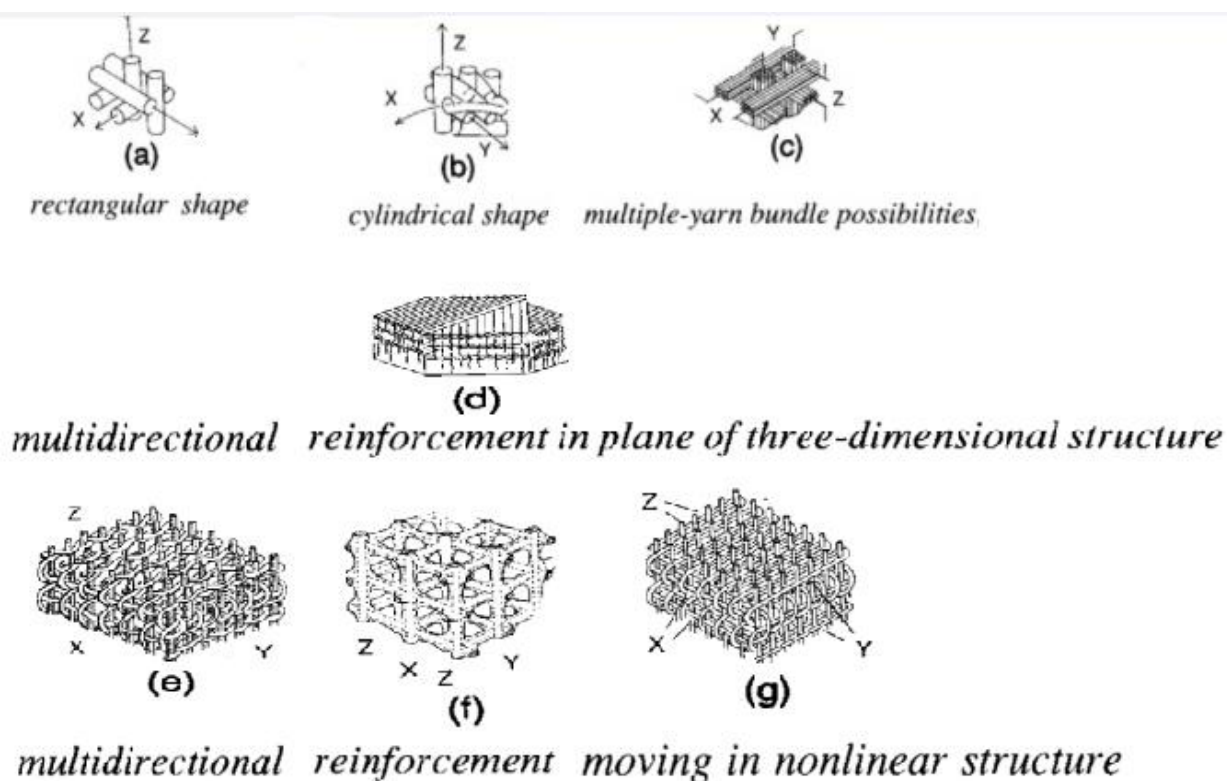 Z
X
(a)
rectangular shape
Z
X
Y
(b)
cylindrical shape
Y
X
Z
(c)
multiple-yarn bundle possibilities
(d)
multidirectional reinforcement in plane of three-dimensional structure
Z
X
Y
(e)
Z
X
Z
Y
(f)
Z
X
Y
(g)
multidirectional reinforcement moving in nonlinear structure